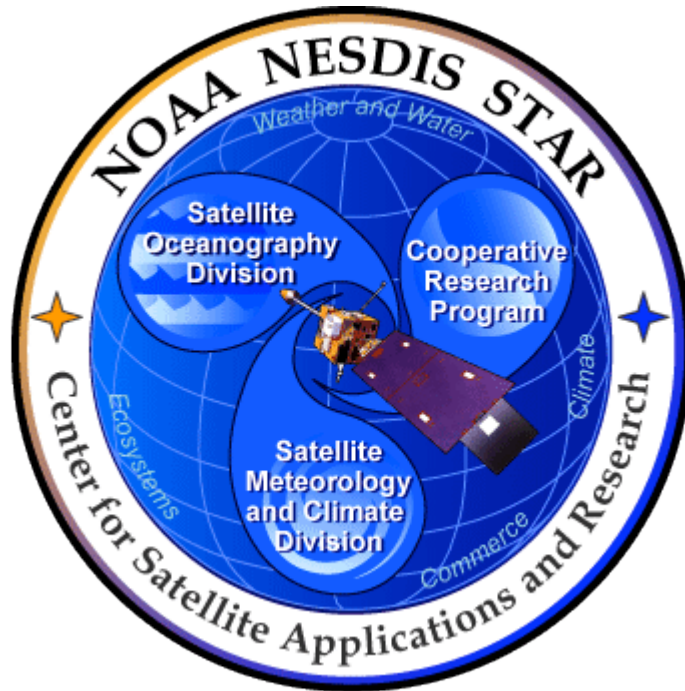 NOAA NESDIS STAR
Weather and Water
Satellite
Oceanography
Division
Cooperative
Research
Program
Climate
Ecosystems
Satellite
Meteorology
and Climate
Division
Commerce
Center for Satellite Applications and Research